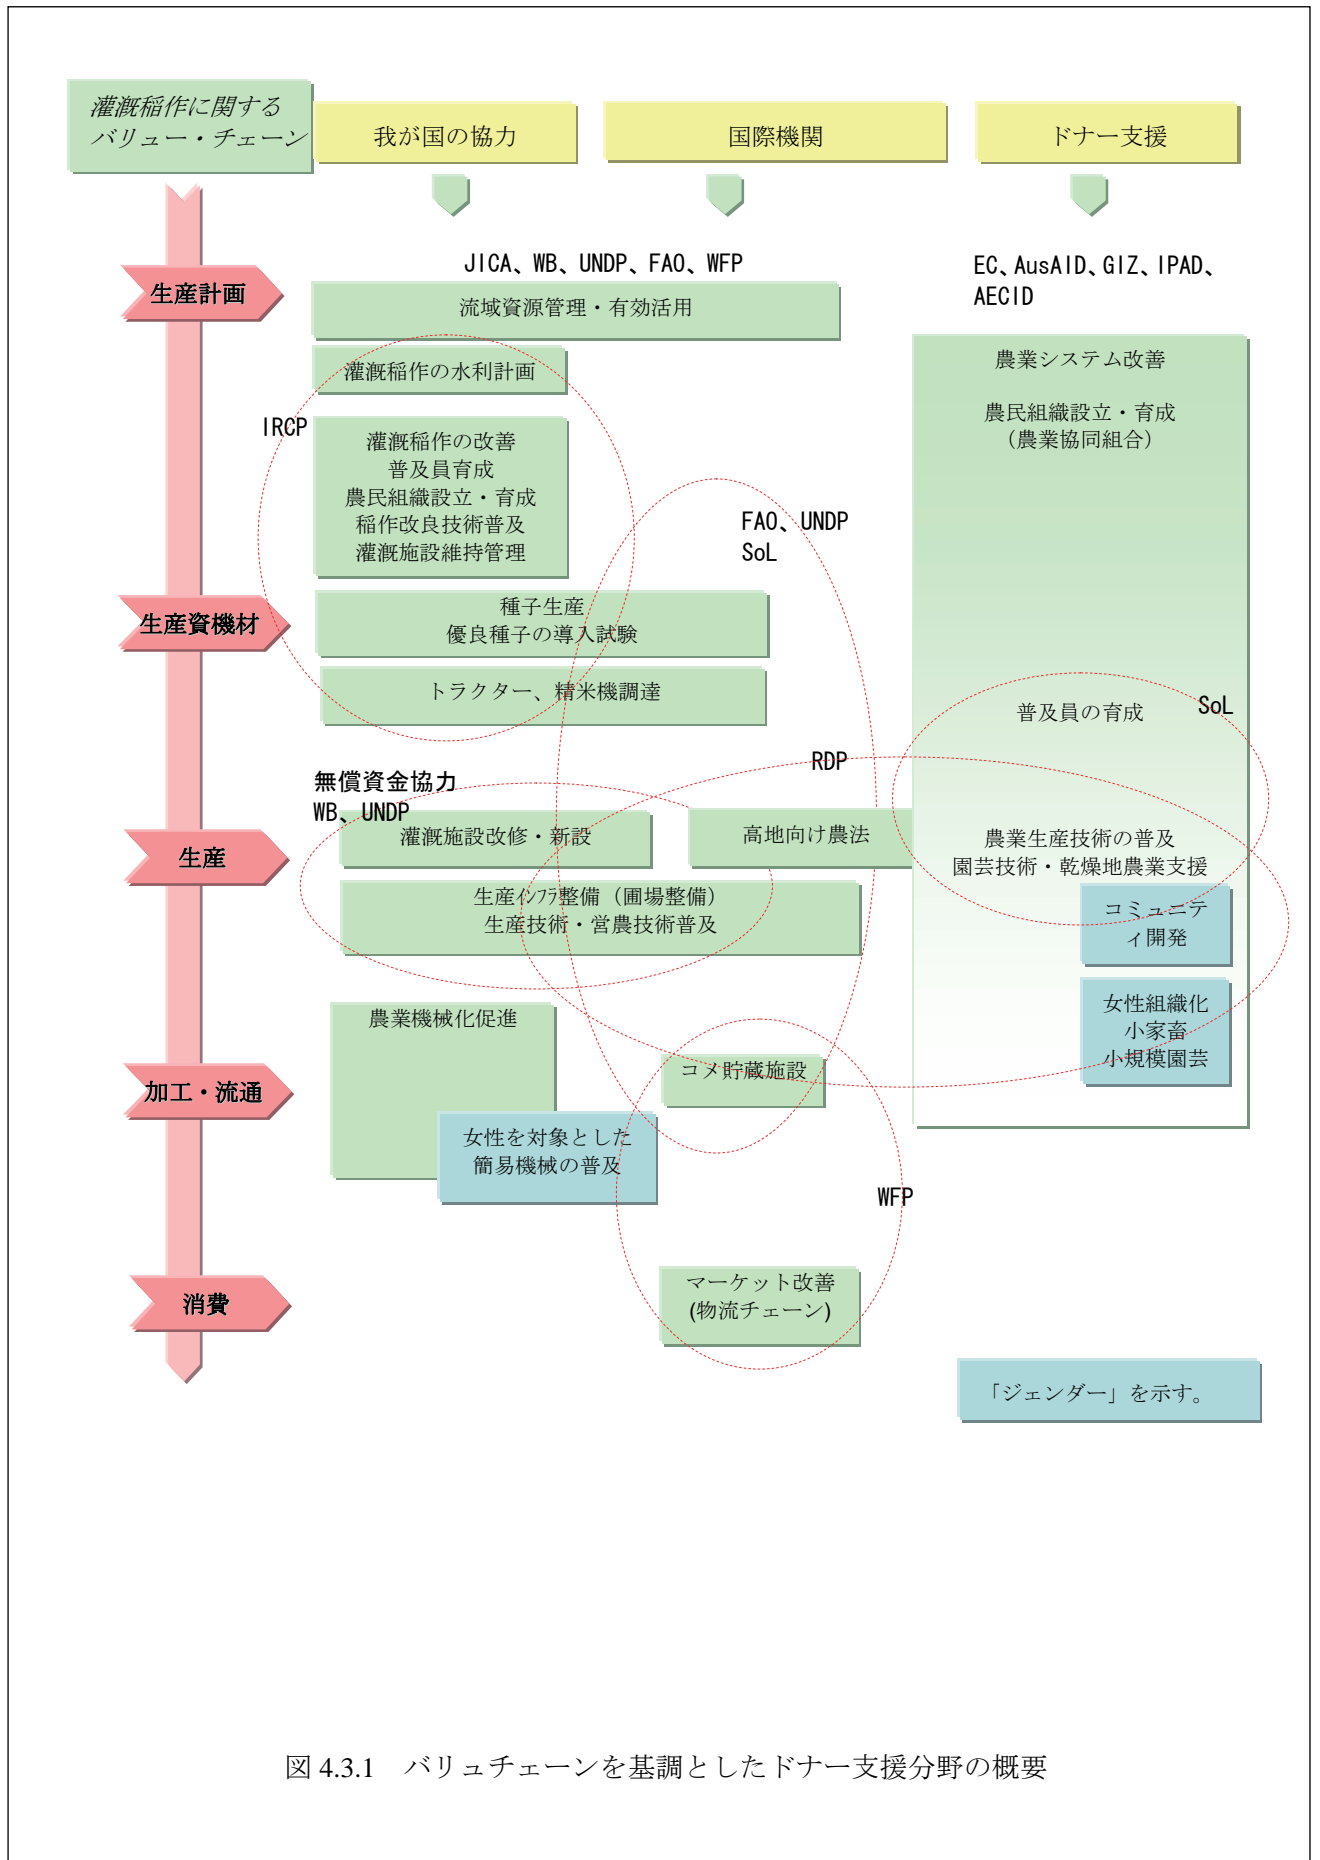 灌漑稲作に関する
バリュー・チェーン
我が国の協力
国際機関
ドナー支援
JICA、WB、UNDP、FAO、WFP
EC、AusAID、GIZ、IPAD、
AECID
生産計画
流域資源管理・有効活用
灌漑稲作の水利計画
農業システム改善
農民組織設立・育成
(農業協同組合)
IRCP
灌漑稲作の改善
普及員育成
農民組織設立・育成
稲作改良技術普及
灌漑施設維持管理
FAO、UNDP
SoL
生産資機材
種子生産
優良種子の導入試験
トラクター、精米機調達
普及員の育成
SoL
RDP
無償資金協力
WB、UNDP
生産
灌漑施設改修・新設
高地向け農法
農業生産技術の普及
園芸技術・乾燥地農業支援
生産インフラ整備(圃場整備)
生産技術・営農技術普及
コミュニテ
ィ開発
農業機械化促進
女性組織化
小家畜
小規模園芸
加工・流通
コメ貯蔵施設
女性を対象とした
簡易機械の普及
WFP
消費
マーケット改善
(物流チェーン)
「ジェンダー」を示す。
図 4.3.1 バリュチェーンを基調としたドナー支援分野の概要